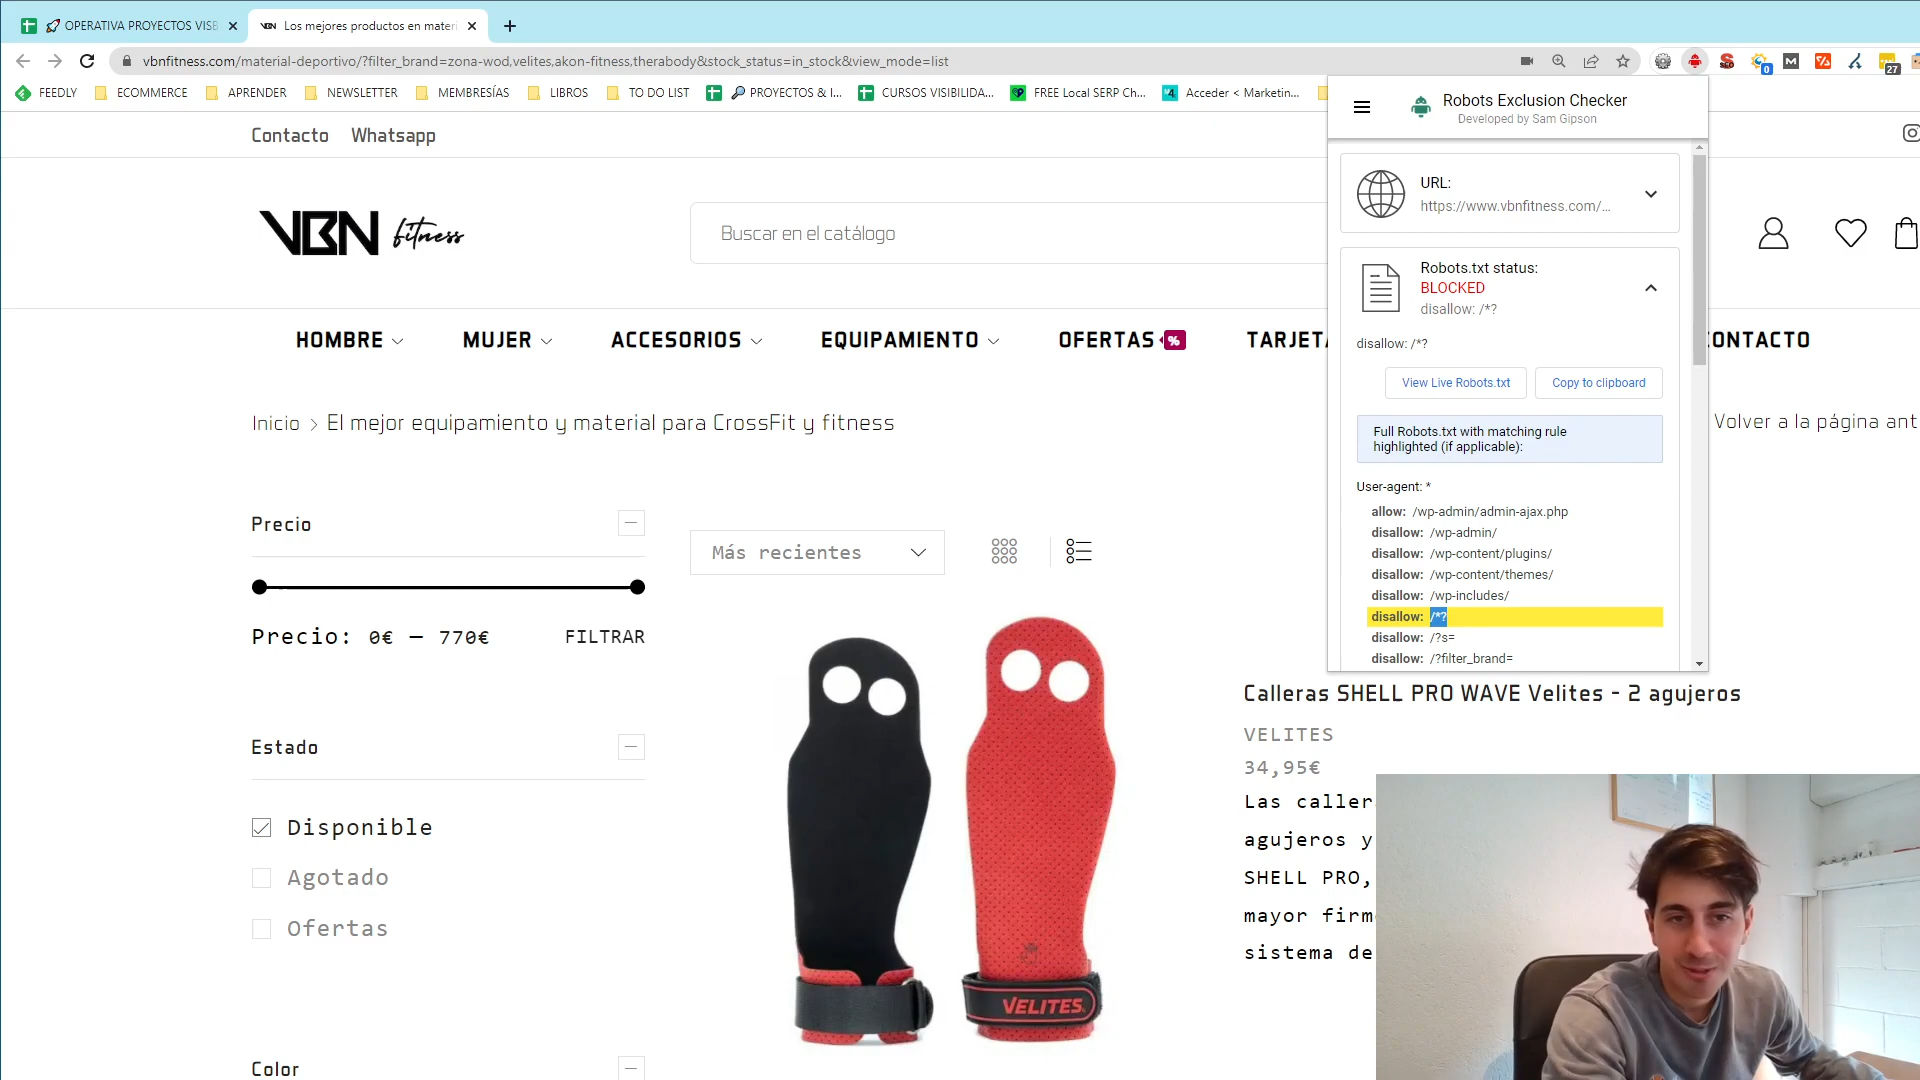 OPERATIVA PROYECTOS VISB
VBN Los mejores productos en materi
vbnfitness.com/material-deportivo/?filter_brand=zona-wod,velites,akon-fitness,therabody&stock_status=in_stock&view_mode=list
0
M
27
FEEDLY
ECOMMERCE
APRENDER
NEWSLETTER
MEMBRESÍAS
LIBROS
TO DO LIST
PROYECTOS & I...
CURSOS VISIBILIDA...
FREE Local SERP Ch...
Acceder < Marketin...
Contacto
Whatsapp
VBN fitness
Buscar en el catálogo
HOMBRE
MUJER
ACCESORIOS
EQUIPAMIENTO
OFERTAS %
TARJETA
CONTACTO
Inicio > El mejor equipamiento y material para CrossFit y fitness
Volver a la página ant
Robots Exclusion Checker
Developed by Sam Gipson
URL:
https://www.vbnfitness.com/...
Robots.txt status:
BLOCKED
disallow: /*?
disallow: /*?
View Live Robots.txt
Copy to clipboard
Full Robots.txt with matching rule
highlighted (if applicable):
User-agent: *
allow: /wp-admin/admin-ajax.php
disallow: /wp-admin/
disallow: /wp-content/plugins/
disallow: /wp-content/themes/
disallow: /wp-includes/
disallow: /*?
disallow: /?s=
disallow: /?filter_brand=
Precio
Precio: 0€ — 770€
FILTRAR
Estado
Disponible
Agotado
Ofertas
Color
Más recientes
VELITES
Calleras SHELL PRO WAVE Velites - 2 agujeros
VELITES
34,95€
Las caller
agujeros y
SHELL PRO,
mayor firm
sistema de